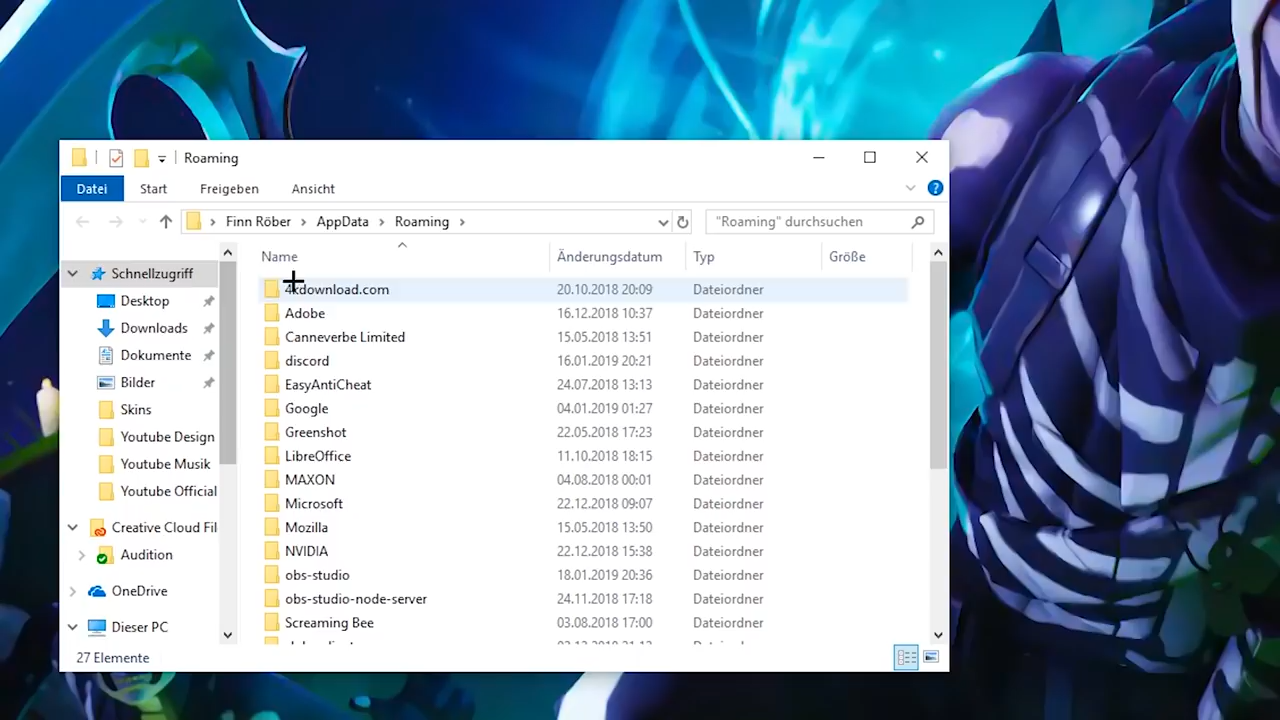 Roaming
Datei Start Freigeben Ansicht
Finn Röber AppData Roaming "Roaming" durchsuchen
Name Änderungsdatum Typ Größe
Schnellzugriff
Desktop
Downloads
Dokumente
Bilder
Skins
Youtube Design
Youtube Musik
Youtube Official
Creative Cloud Fil
Audition
OneDrive
Dieser PC
4kdownload.com 20.10.2018 20:09 Dateiordner
Adobe 16.12.2018 10:37 Dateiordner
Canneverbe Limited 15.05.2018 13:51 Dateiordner
discord 16.01.2019 20:21 Dateiordner
EasyAntiCheat 24.07.2018 13:13 Dateiordner
Google 04.01.2019 01:27 Dateiordner
Greenshot 22.05.2018 17:23 Dateiordner
LibreOffice 11.10.2018 18:15 Dateiordner
MAXON 04.08.2018 00:01 Dateiordner
Microsoft 22.12.2018 09:07 Dateiordner
Mozilla 15.05.2018 13:50 Dateiordner
NVIDIA 22.12.2018 15:38 Dateiordner
obs-studio 18.01.2019 20:36 Dateiordner
obs-studio-node-server 24.11.2018 17:18 Dateiordner
Screaming Bee 03.08.2018 17:00 Dateiordner
27 Elemente